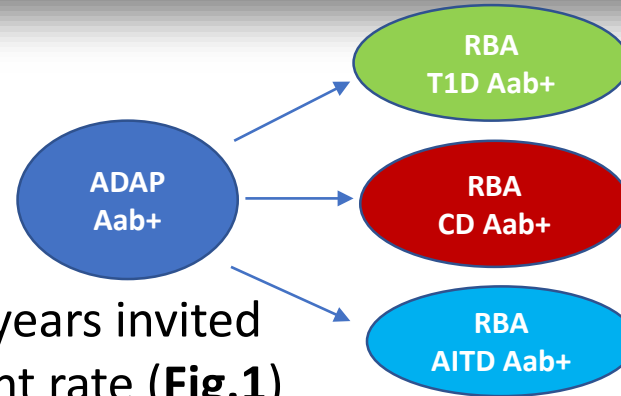 RBA
T1D Aab+
ADAP
Aab+
RBA
CD Aab+
years invited
RBA
AITD Aab+
nt rate (Fig.1)